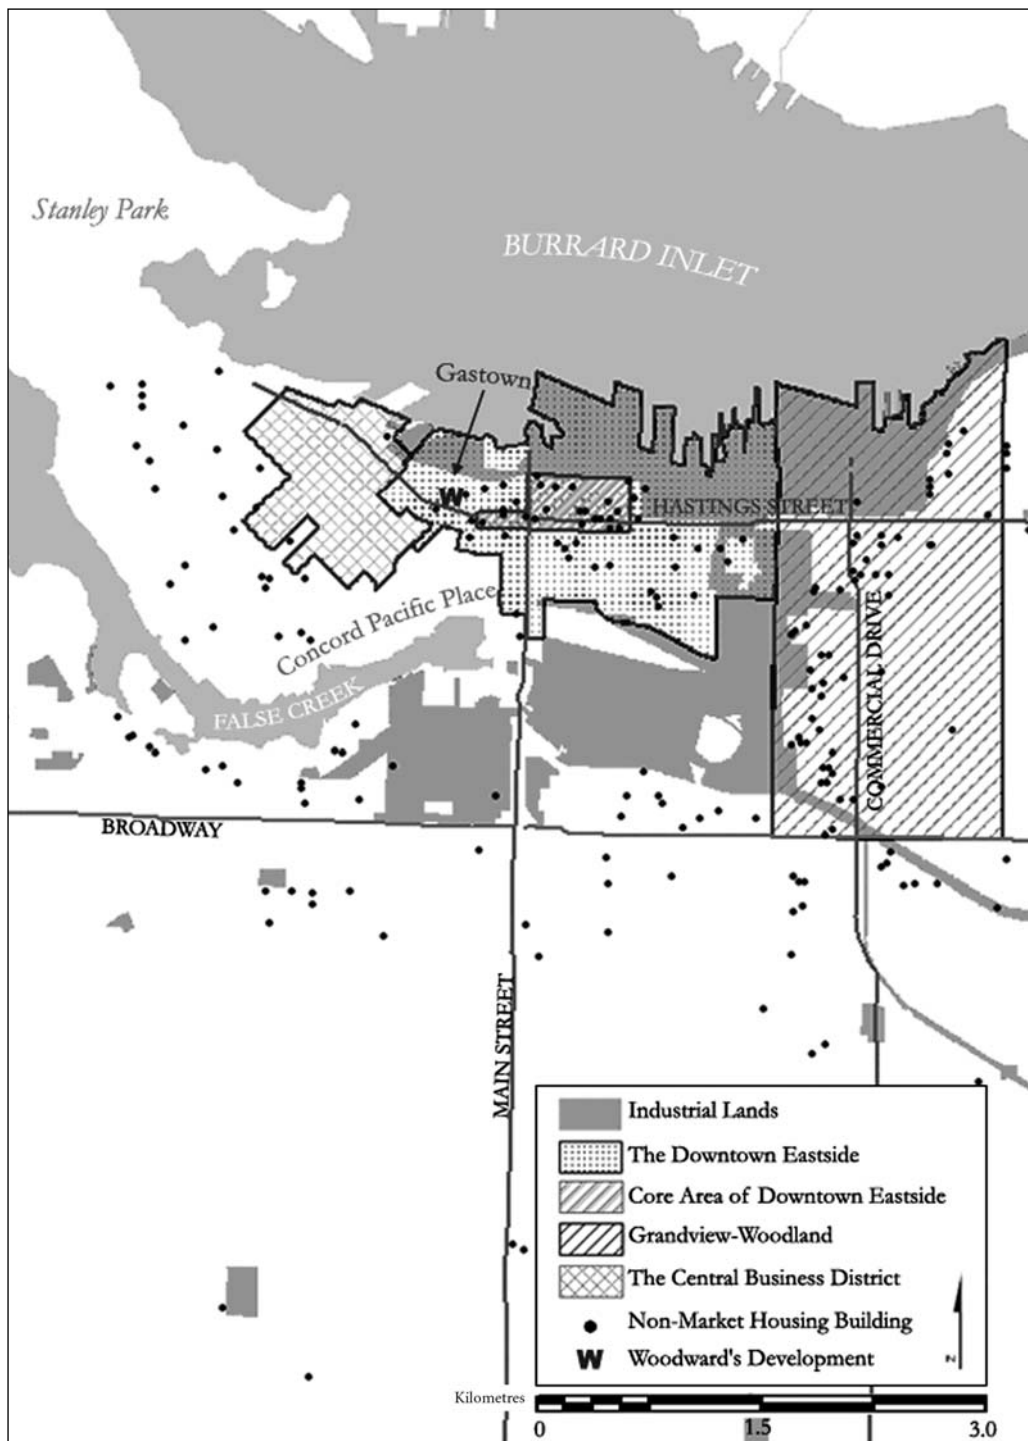 Stanley Park
BURRARD INLET
Gastown
W
HASTINGS STREET
Concord Pacific Place
FALSE CREEK
COMMERCIAL DRIVE
BROADWAY
MAIN STREET
Industrial Lands
The Downtown Eastside
Core Area of Downtown Eastside
Grandview-Woodland
The Central Business District
Non-Market Housing Building
W Woodward's Development
N
Kilometres
0 1.5 3.0